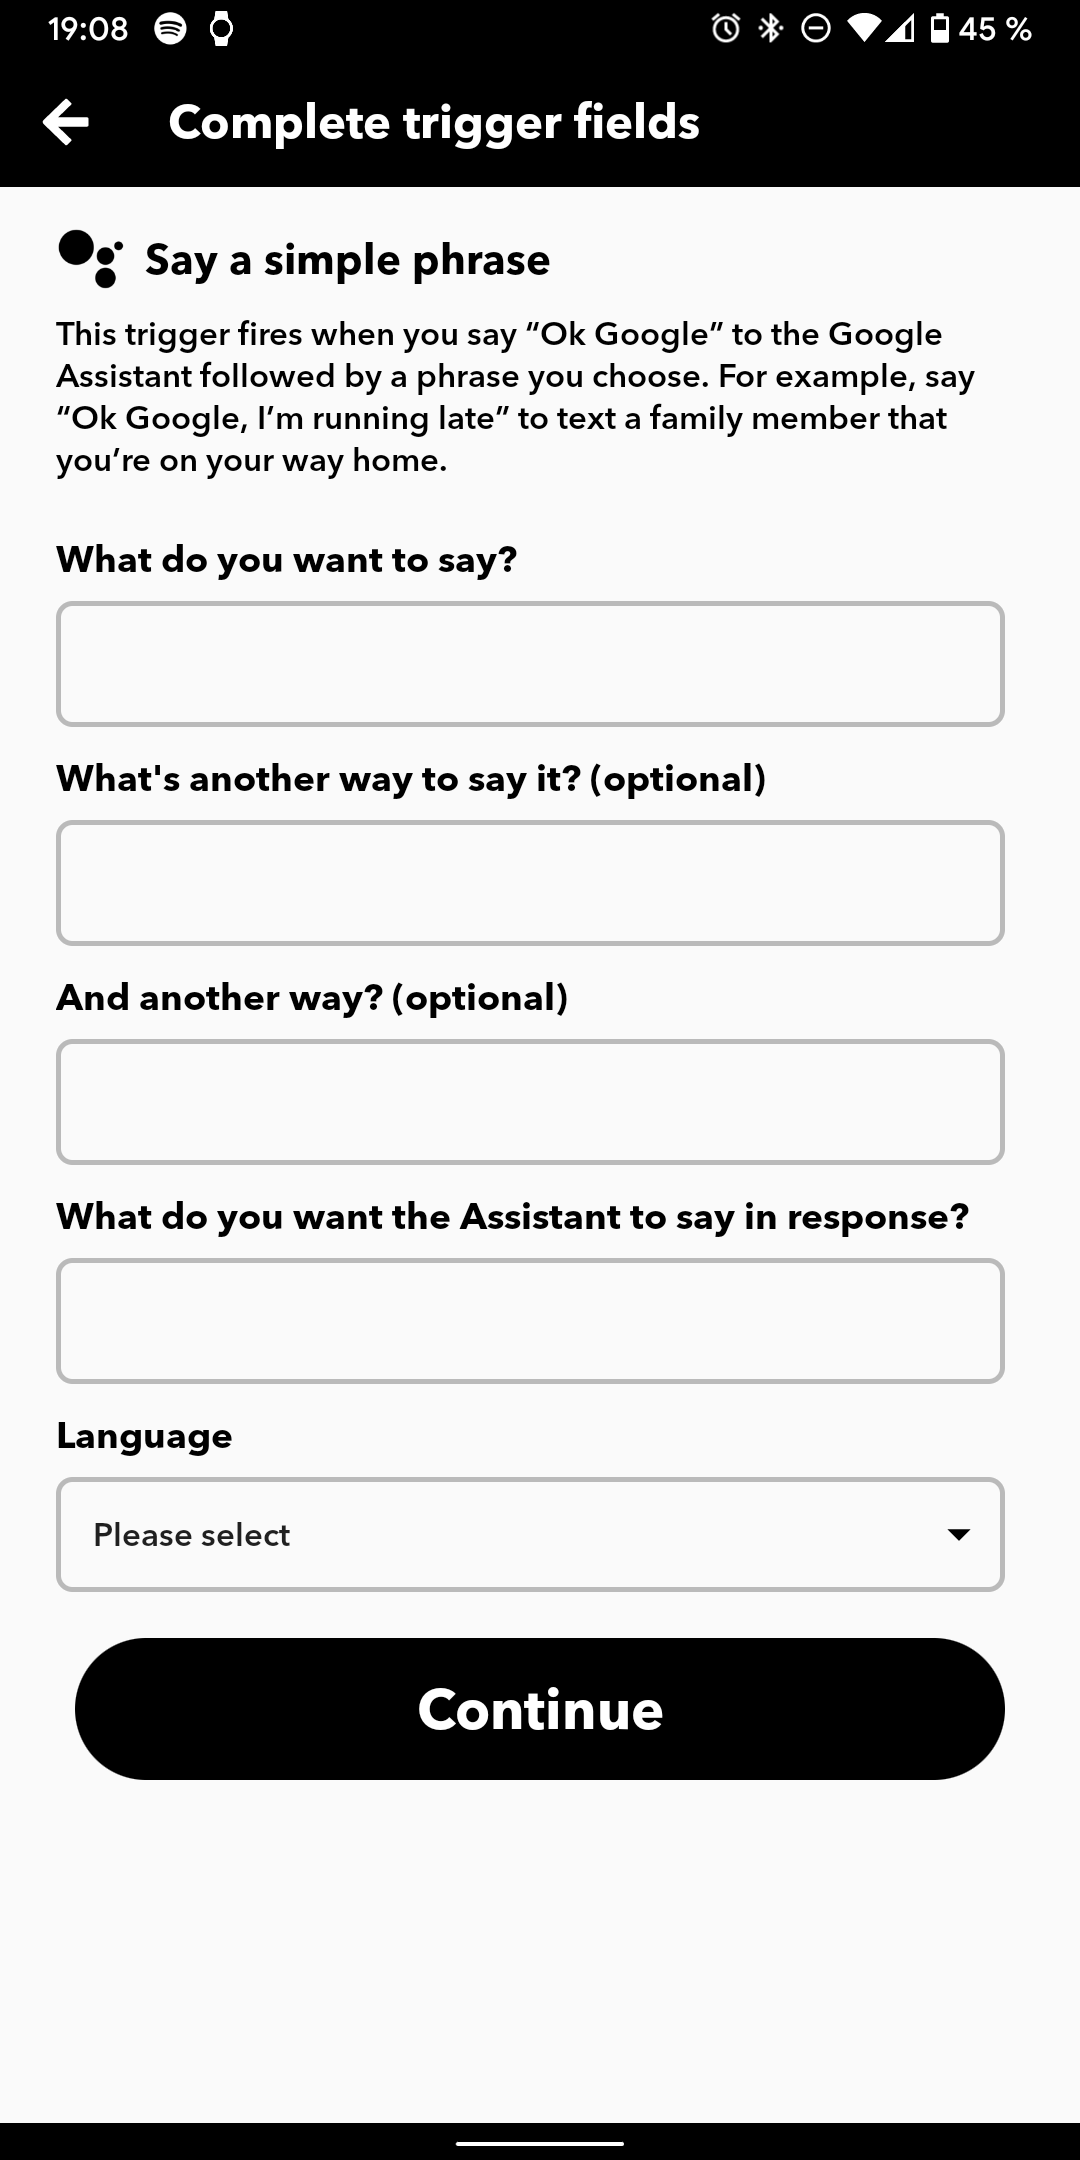 19:08
45 %
Complete trigger fields
Say a simple phrase
This trigger fires when you say “Ok Google” to the Google
Assistant followed by a phrase you choose. For example, say
“Ok Google, I’m running late” to text a family member that
you’re on your way home.
What do you want to say?
What's another way to say it? (optional)
And another way? (optional)
What do you want the Assistant to say in response?
Language
Please select
Continue